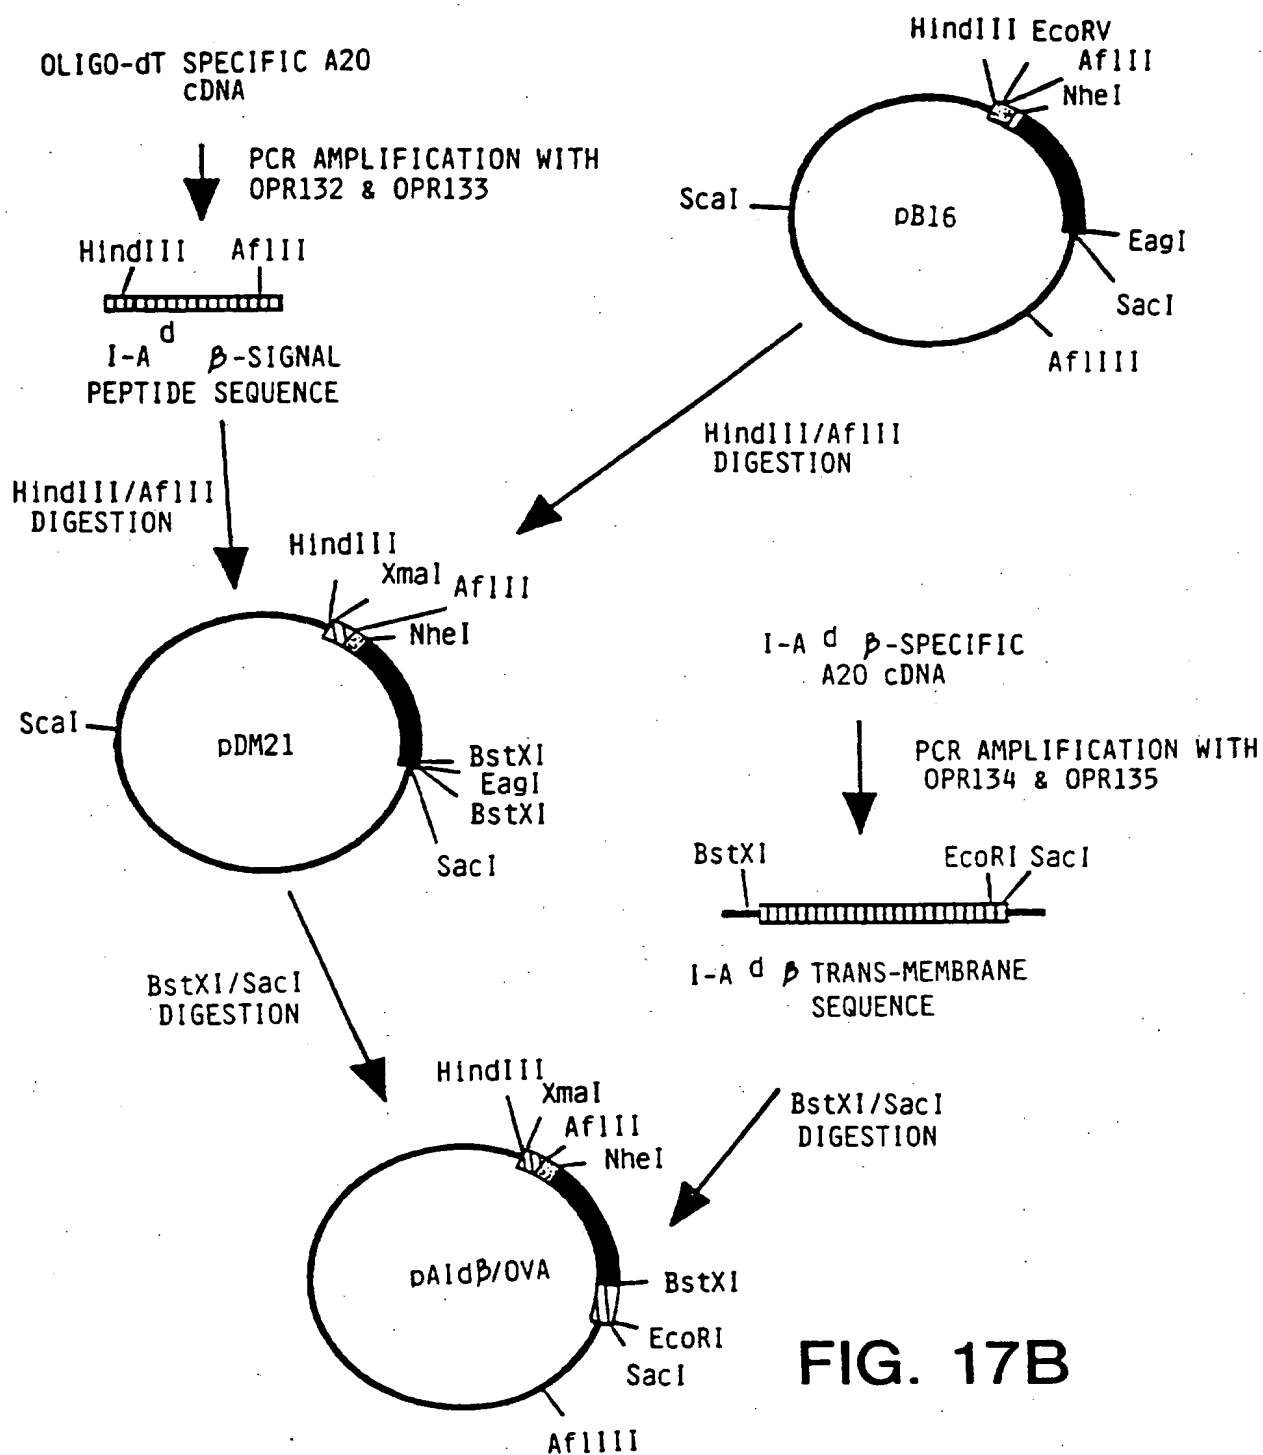 OLIGO-dT SPECIFIC A20
cDNA
PCR AMPLIFICATION WITH
OPR132 & OPR133
HindIII AflII
I-A d β-SIGNAL
PEPTIDE SEQUENCE
HindIII/AflII
DIGESTION
HindIII EcoRV
AflII
NheI
ScaI
pB16
EagI
SacI
AflIII
HindIII/AflII
DIGESTION
HindIII
XmaI
AflII
NheI
ScaI
pDM21
BstXI
EagI
BstXI
SacI
I-A d β-SPECIFIC
A20 cDNA
PCR AMPLIFICATION WITH
OPR134 & OPR135
BstXI
EcoRI SacI
I-A d β TRANS-MEMBRANE
SEQUENCE
BstXI/SacI
DIGESTION
BstXI/SacI
DIGESTION
HindIII
XmaI
AflII
NheI
pAIdβ/OVA
BstXI
EcoRI
SacI
AflIII
FIG. 17B